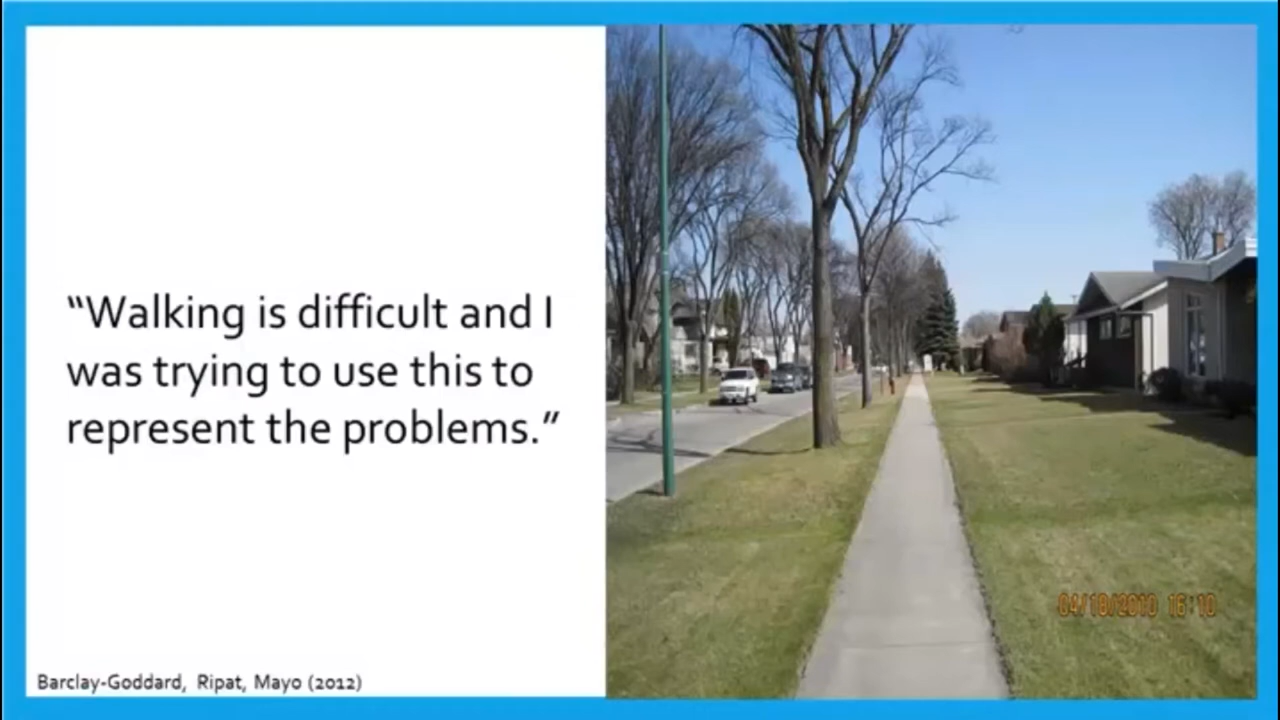 “Walking is difficult and I
was trying to use this to
represent the problems.”
04/18/2010 16:10
Barclay-Goddard, Ripat, Mayo (2012)